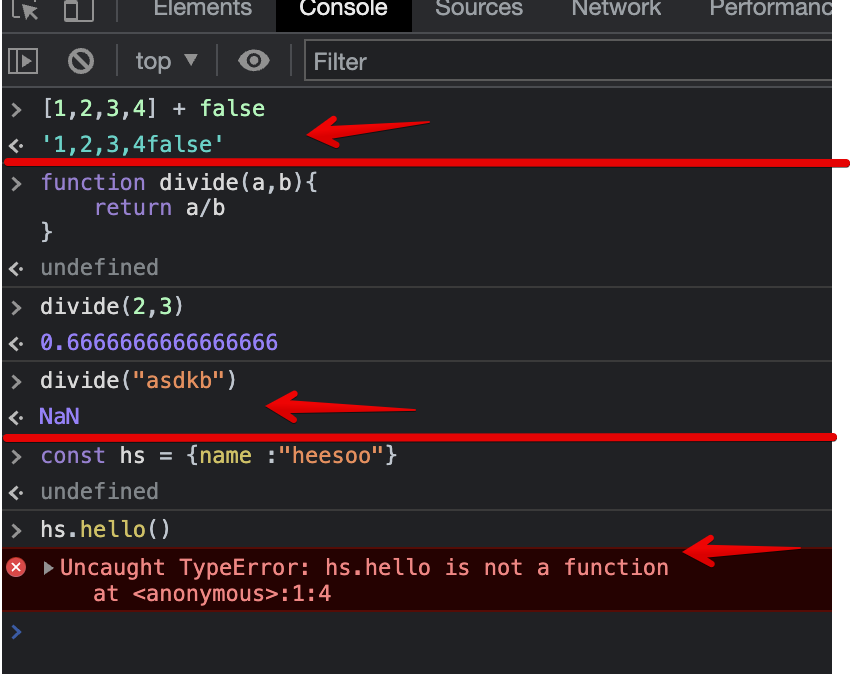 Elements Console Sources Network Performanc
top Filter
[1,2,3,4] + false
'1,2,3,4false'
function divide(a,b){
return a/b
}
undefined
divide(2,3)
0.6666666666666666
divide("asdkb")
NaN
const hs = {name :"heesoo"}
undefined
hs.hello()
Uncaught TypeError: hs.hello is not a function
at <anonymous>:1:4